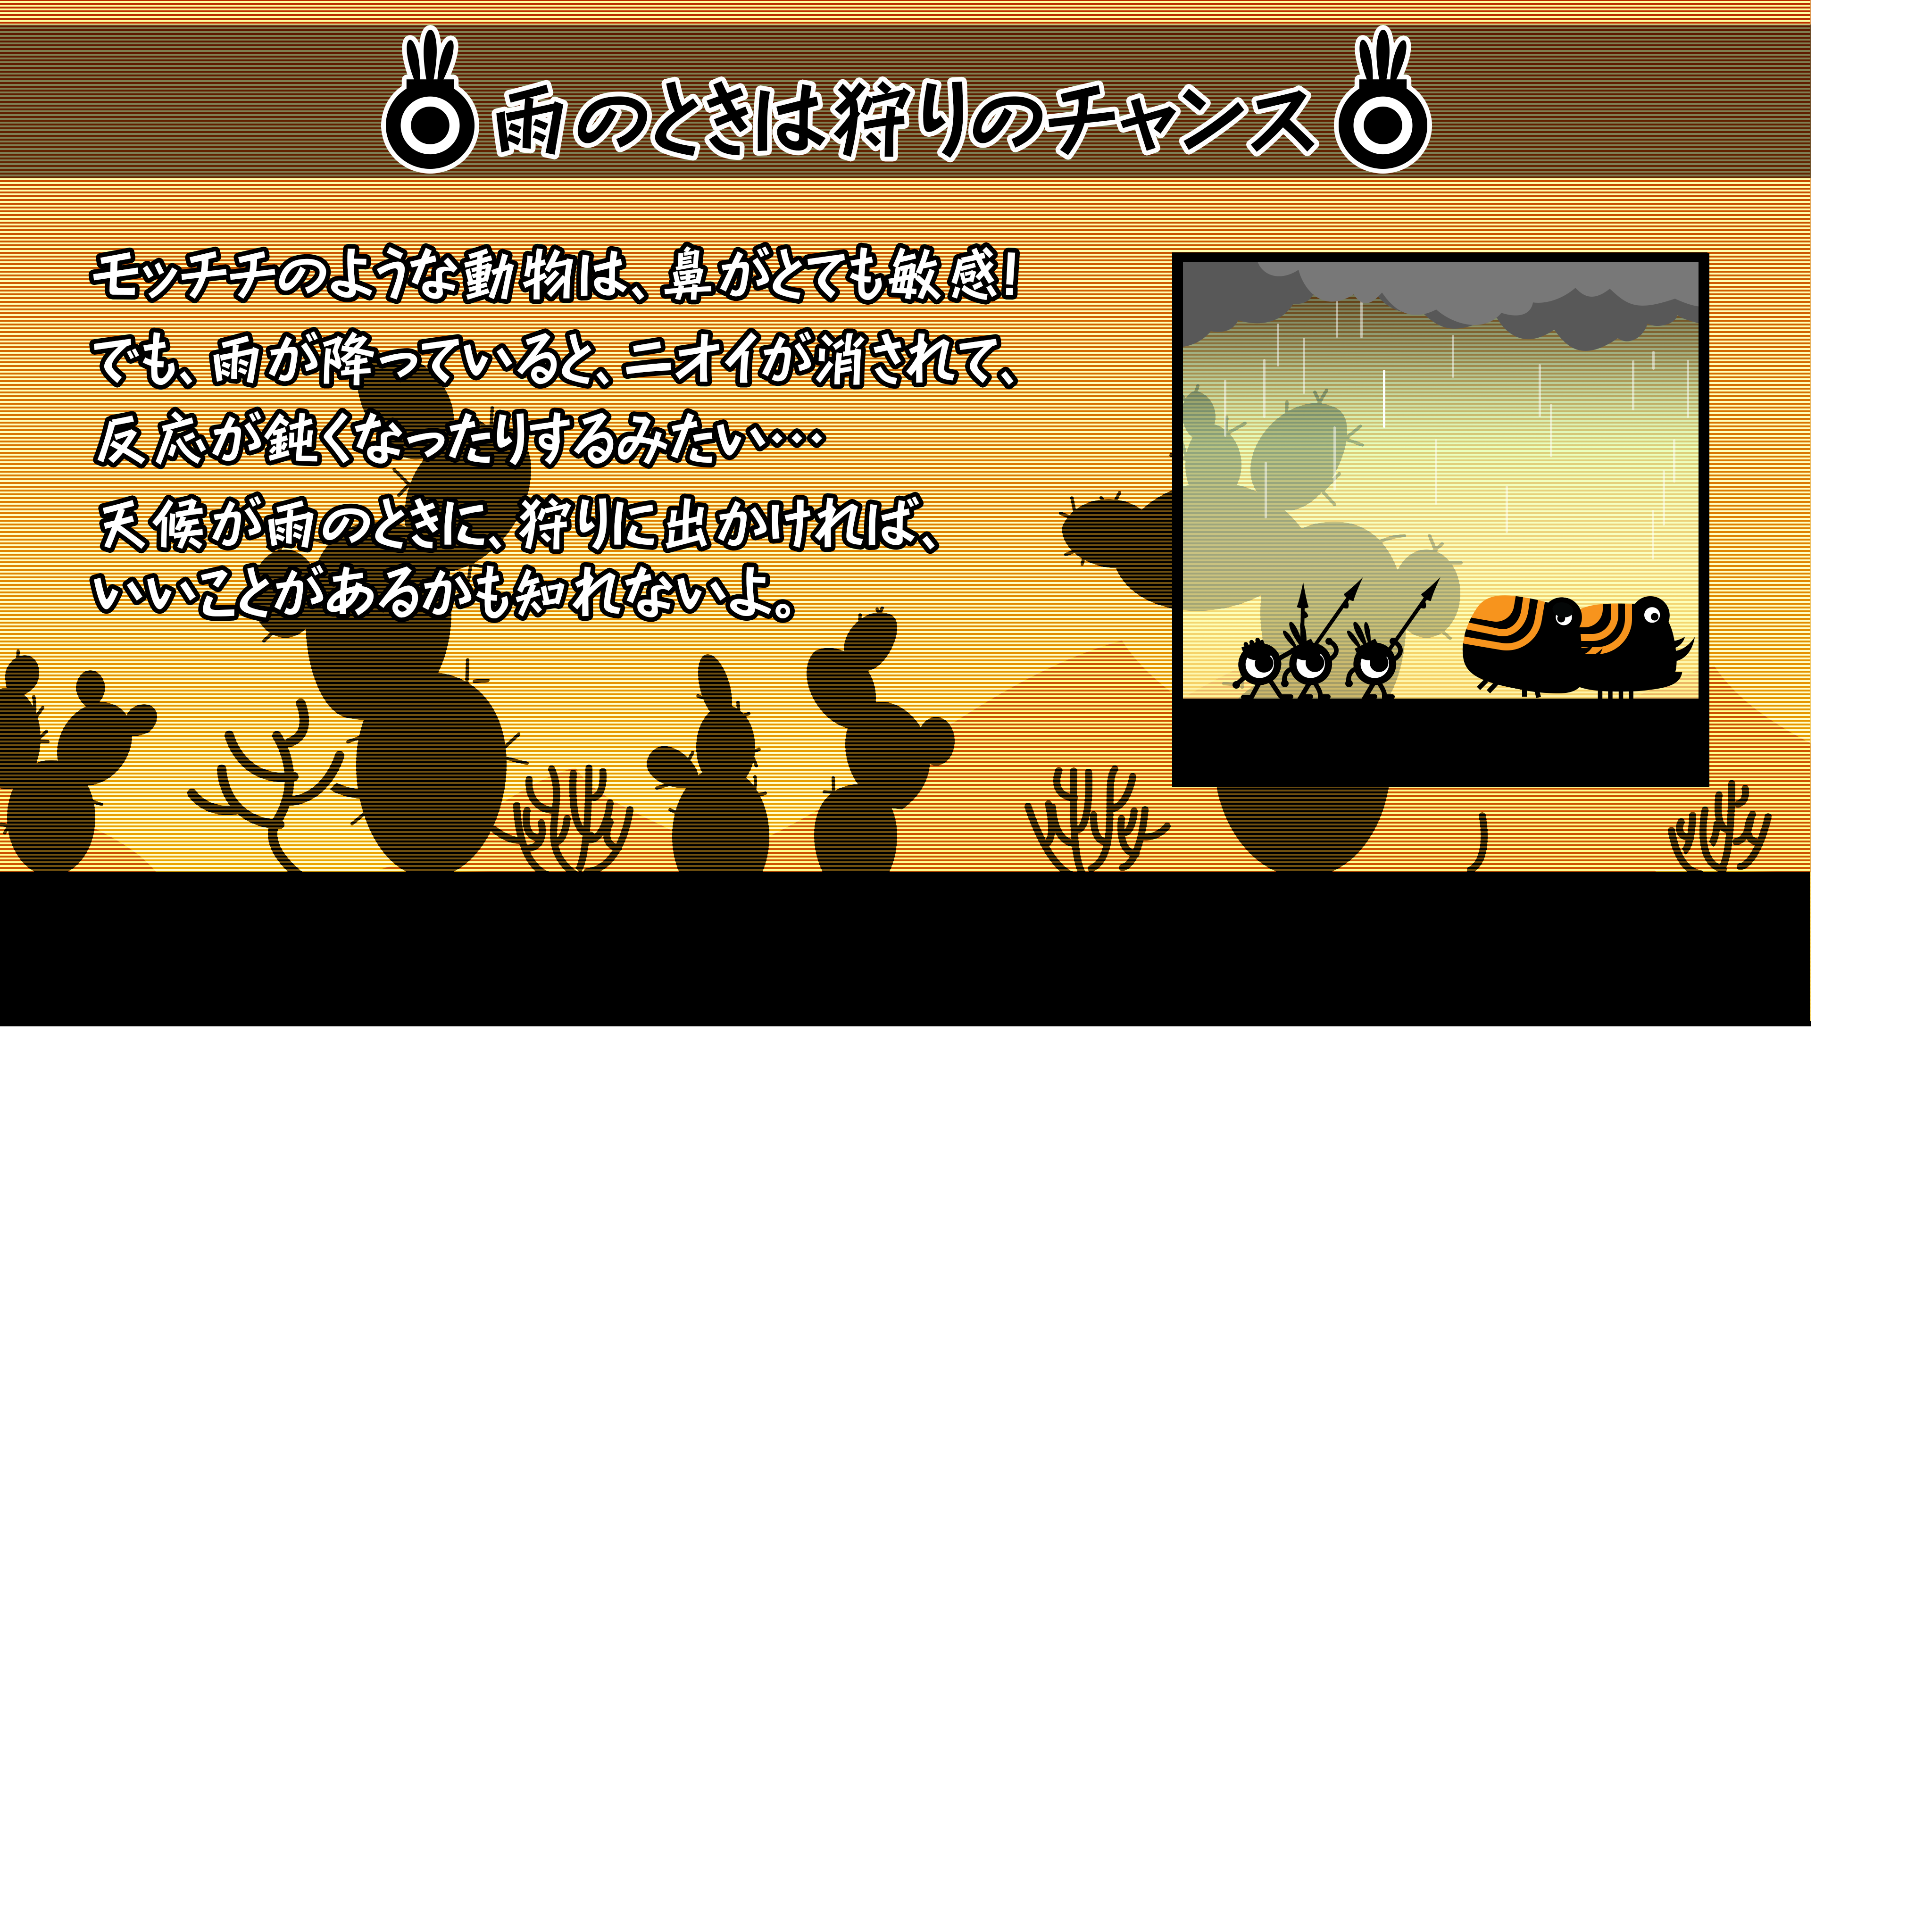 雨のときは狩りのチャンス
モッチチのような動物は、鼻がとても敏感!
でも、雨が降っていると、ニオイが消されて、
反応が鈍くなったりするみたい…
天候が雨のときに、狩りに出かければ、
いいことがあるかも知れないよ。